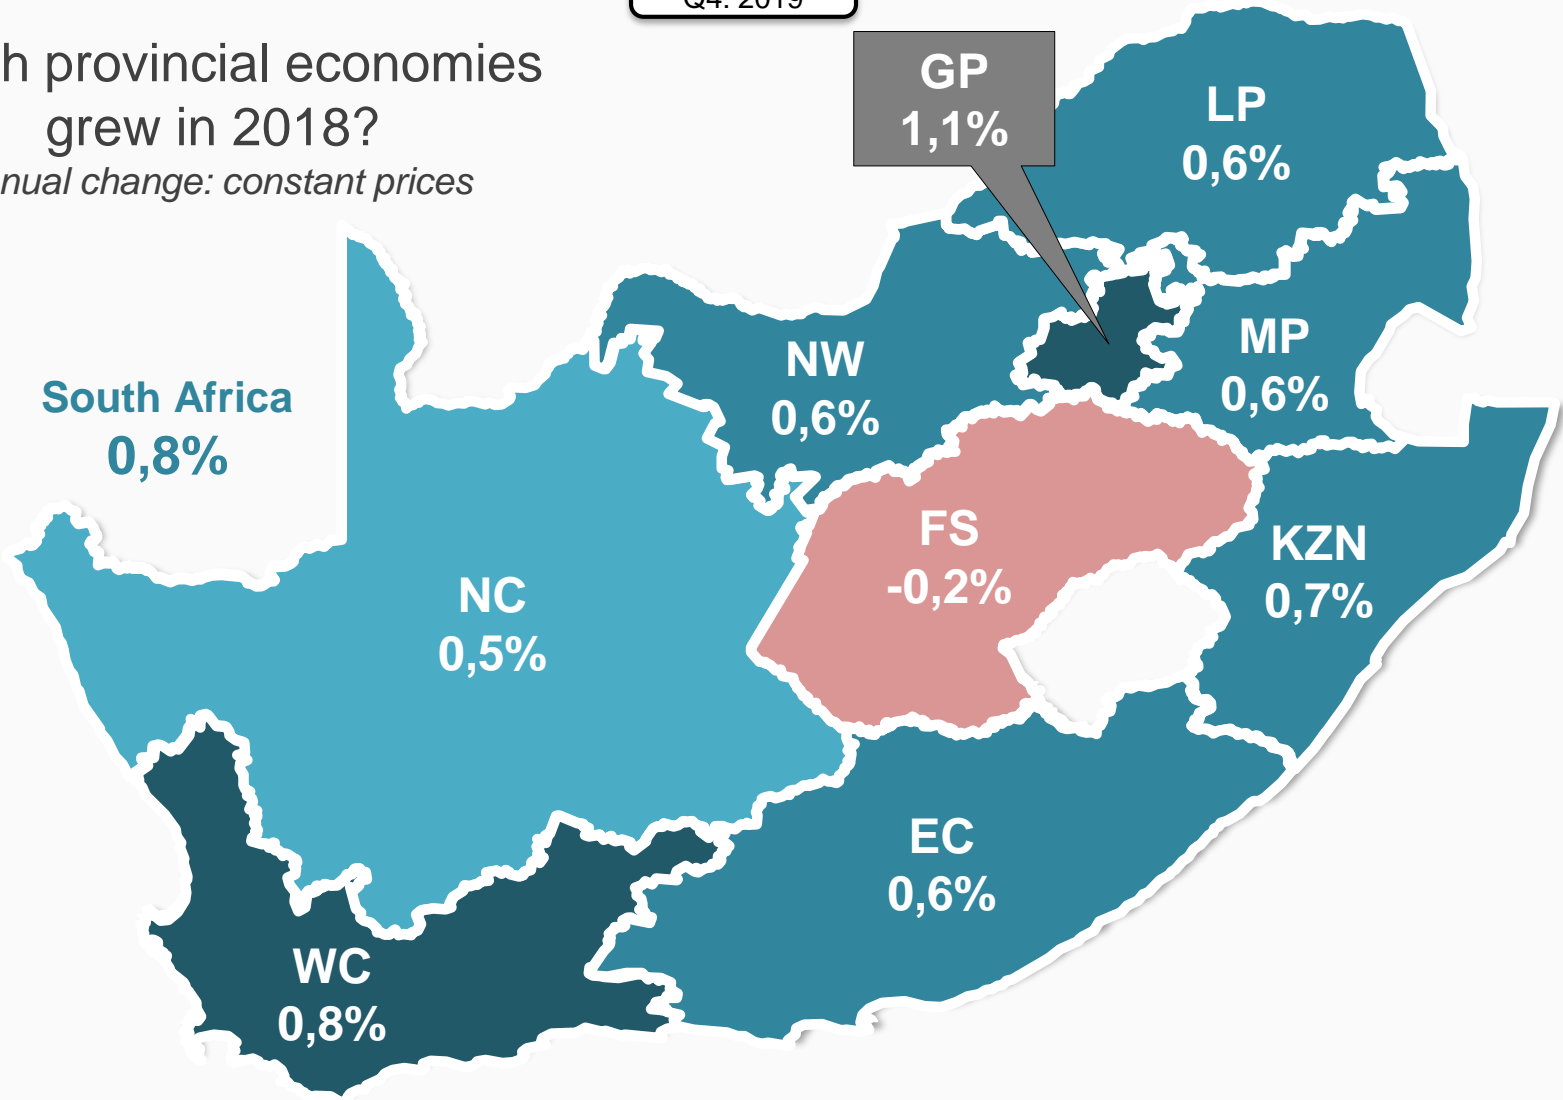 Q4: 2019
h provincial economies
grew in 2018?
nual change: constant prices
GP
1,1%
LP
0,6%
South Africa
0,8%
NW
0,6%
MP
0,6%
FS
-0,2%
KZN
0,7%
NC
0,5%
EC
0,6%
WC
0,8%